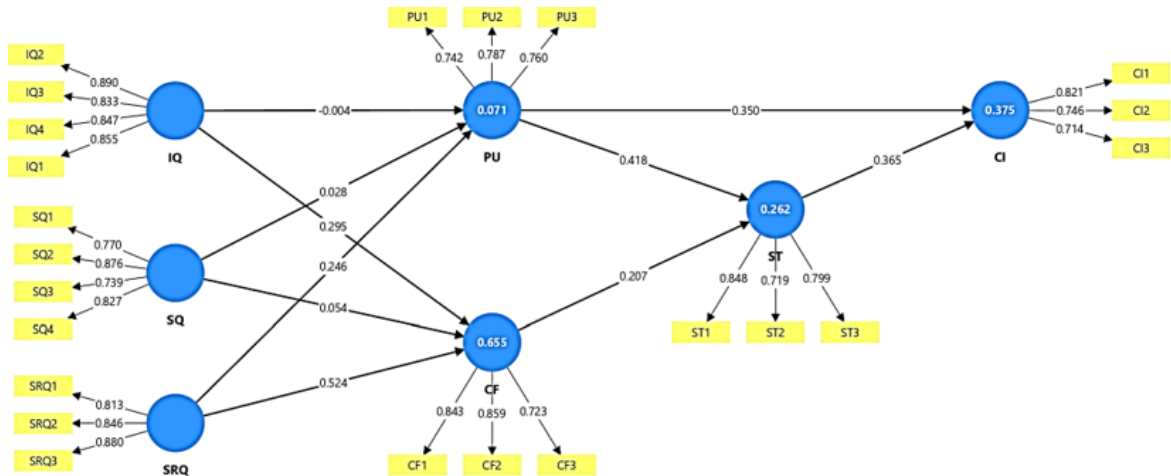 PU1
PU2
PU3
0.742
0.787
0.760
IQ2
IQ3
IQ4
IQ1
0.890
0.833
0.847
0.855
IQ
-0.004
0.071
PU
0.350
0.375
CI
0.821
0.746
0.714
CI1
CI2
CI3
0.418
0.365
0.028
0.295
0.246
SQ1
SQ2
SQ3
SQ4
0.770
0.876
0.739
0.827
SQ
0.054
0.262
ST
0.207
0.848
0.719
0.799
ST1
ST2
ST3
0.655
CF
0.524
SRQ1
SRQ2
SRQ3
0.813
0.846
0.880
SRQ
0.843
0.859
0.723
CF1
CF2
CF3